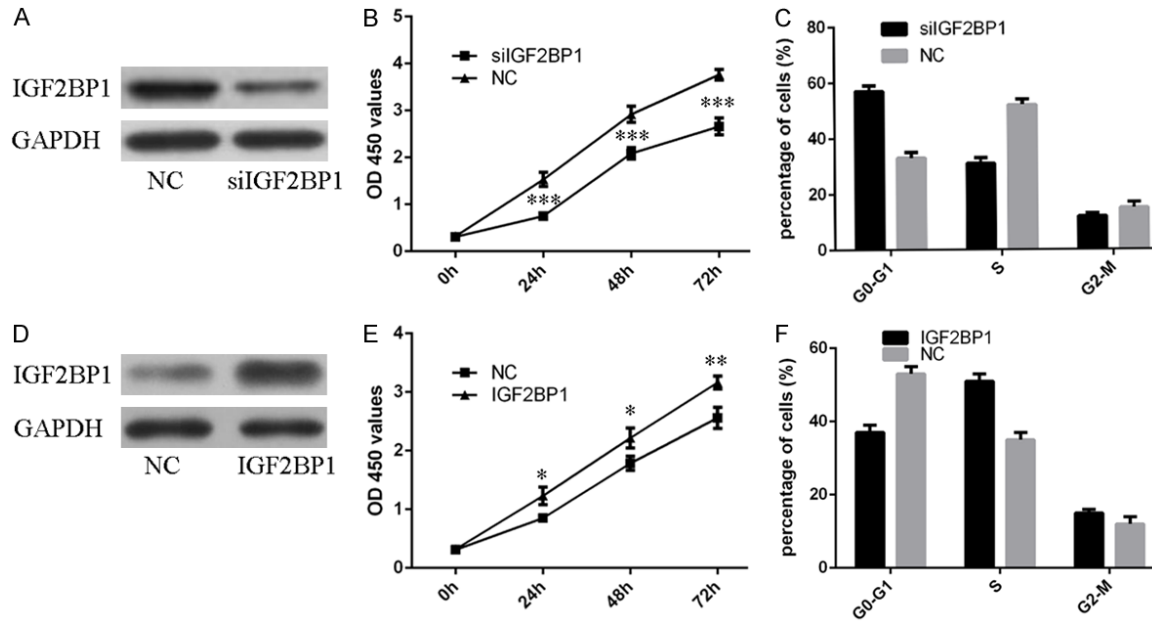 A
IGF2BP1
GAPDH
NC siIGF2BP1
B
siIGF2BP1
NC
OD 450 values
5
4
3
2
1
0
***
***
***
0h 24h 48h 72h
C
siIGF2BP1
NC
percentage of cells (%)
80
60
40
20
0
G0-G1 S G2-M
D
IGF2BP1
GAPDH
NC IGF2BP1
E
NC
IGF2BP1
OD 450 values
4
3
2
1
0
*
*
**
0h 24h 48h 72h
F
IGF2BP1
NC
percentage of cells (%)
60
40
20
0
G0-G1 S G2-M